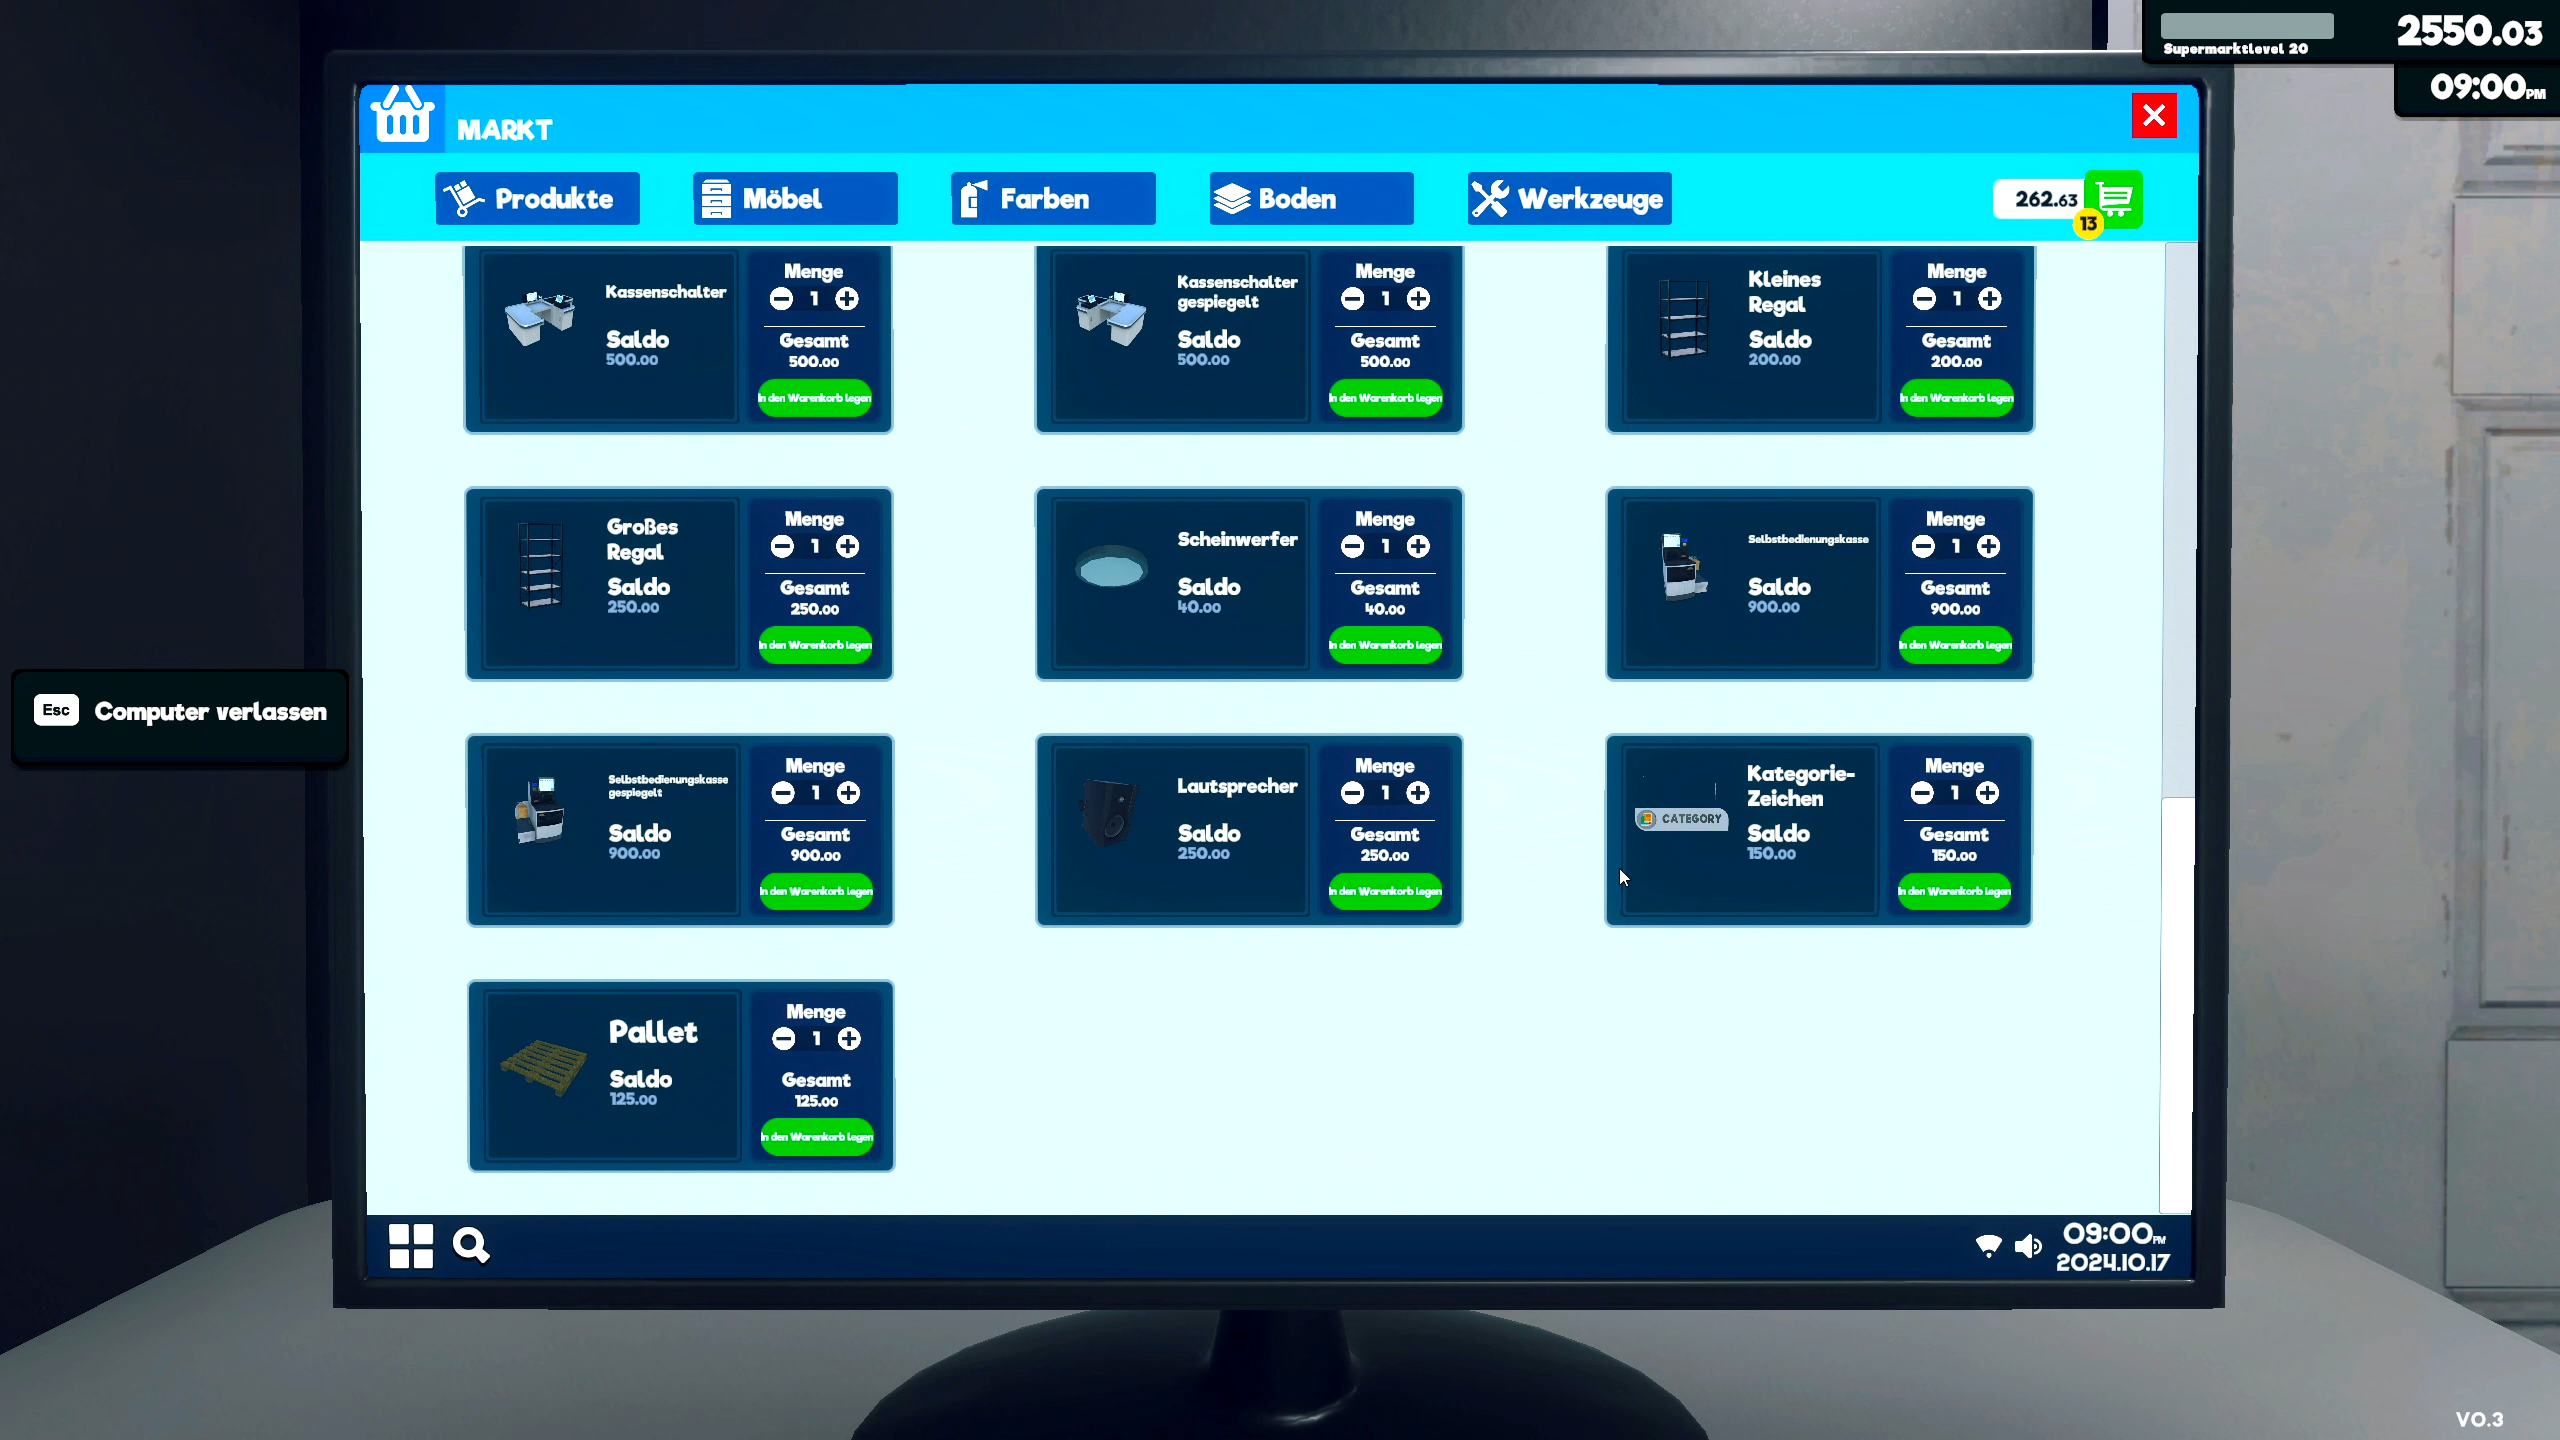 Supermarktlevel 20
2550.03
09:00PM
MARKT
Produkte
Möbel
Farben
Boden
Werkzeuge
262.63
13
Kassenschalter
Saldo
500.00
Menge
1
Gesamt
500.00
In den Warenkorb legen
Kassenschalter
gespiegelt
Saldo
500.00
Menge
1
Gesamt
500.00
In den Warenkorb legen
Kleines
Regal
Saldo
200.00
Menge
1
Gesamt
200.00
In den Warenkorb legen
Großes
Regal
Saldo
250.00
Menge
1
Gesamt
250.00
In den Warenkorb legen
Scheinwerfer
Saldo
40.00
Menge
1
Gesamt
40.00
In den Warenkorb legen
Selbstbedienungskasse
Saldo
900.00
Menge
1
Gesamt
900.00
In den Warenkorb legen
Esc Computer verlassen
Selbstbedienungskasse
gespiegelt
Saldo
900.00
Menge
1
Gesamt
900.00
In den Warenkorb legen
Lautsprecher
Saldo
250.00
Menge
1
Gesamt
250.00
In den Warenkorb legen
CATEGORY
Kategorie-
Zeichen
Saldo
150.00
Menge
1
Gesamt
150.00
In den Warenkorb legen
Pallet
Saldo
125.00
Menge
1
Gesamt
125.00
In den Warenkorb legen
09:00PM
2024.10.17
V0.3